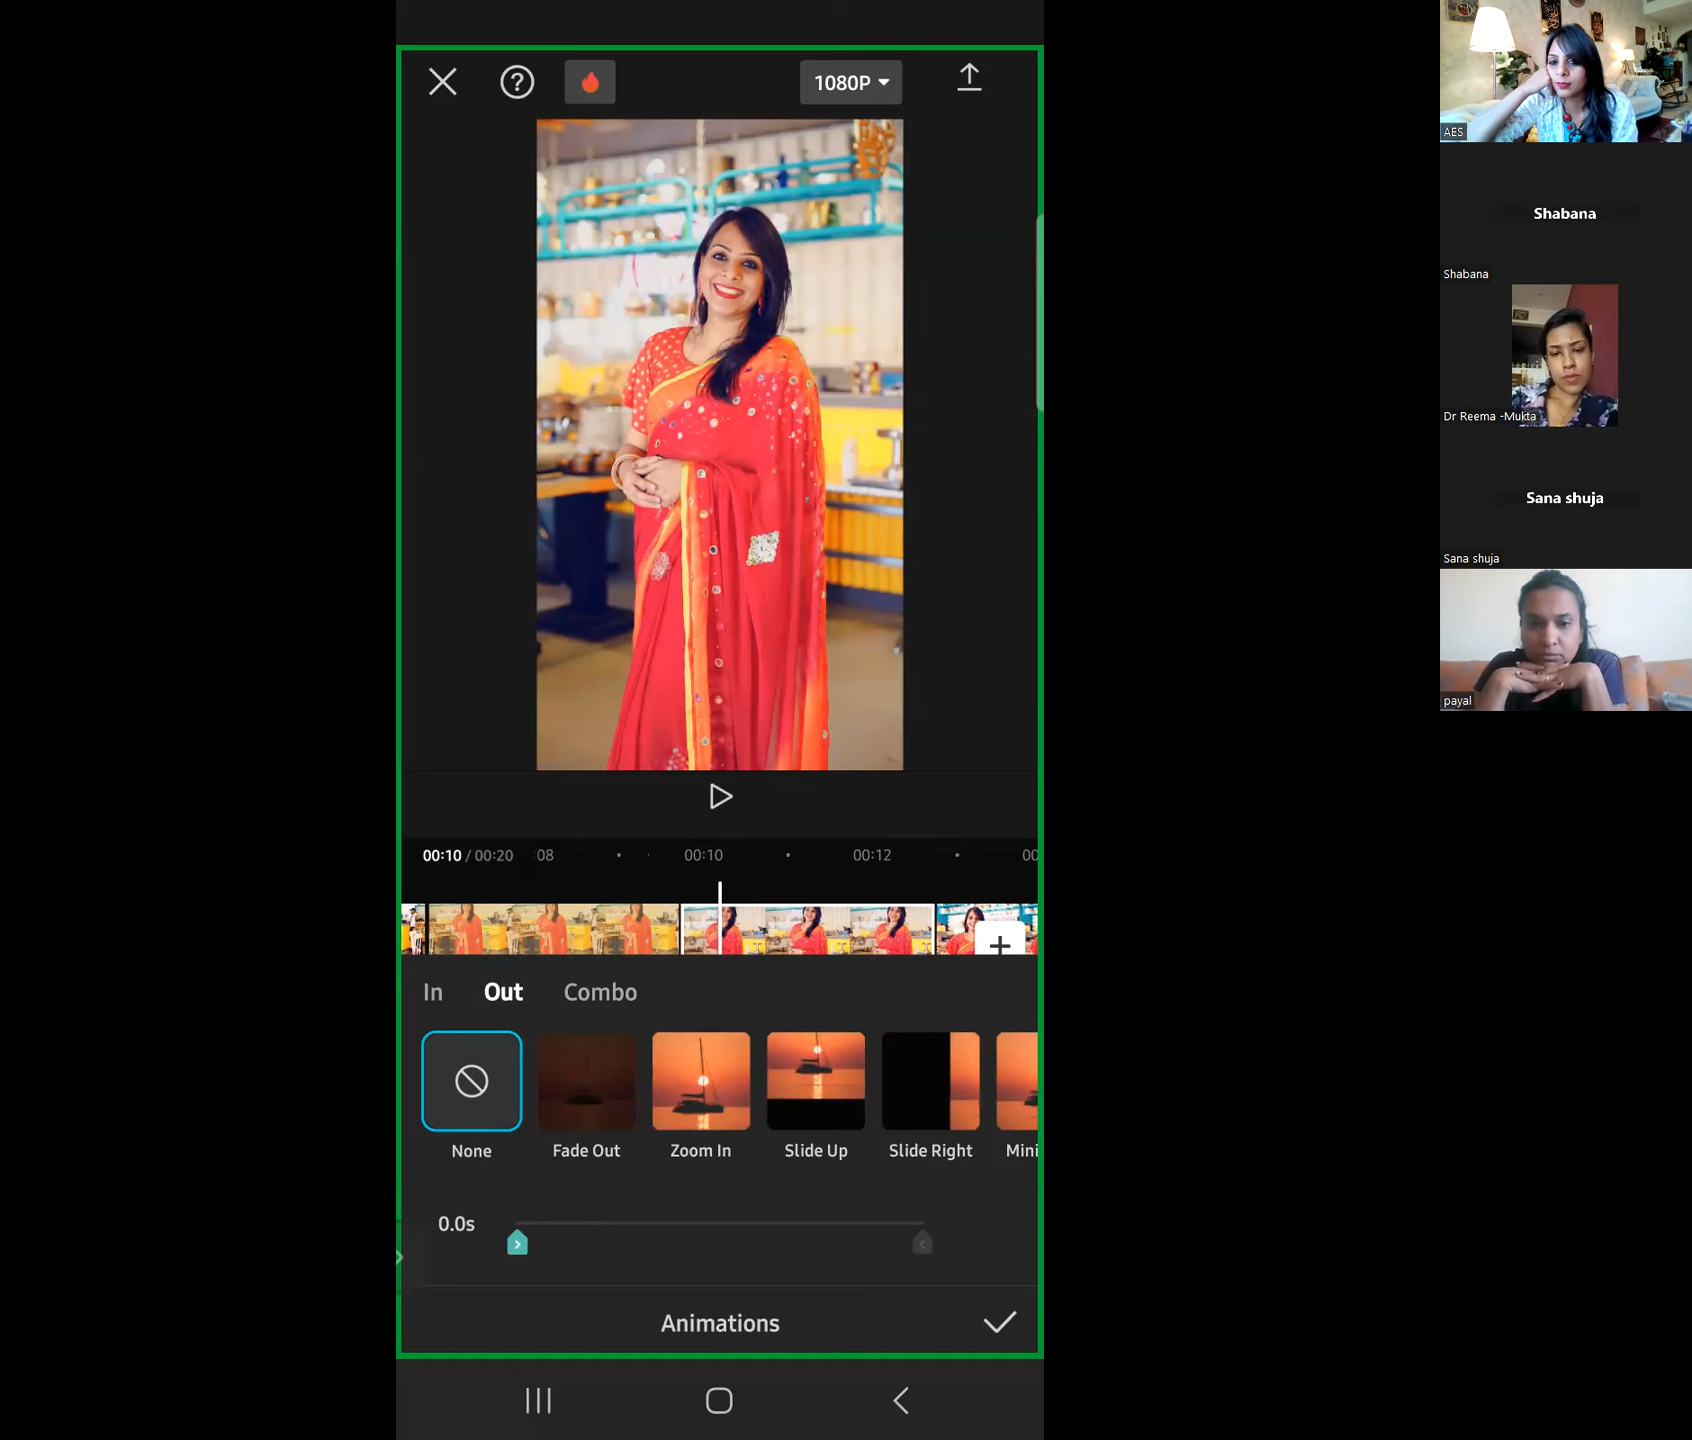 1080P
AES
Shabana
Shabana
Dr Reema -Mukta
Sana shuja
Sana shuja
payal
00:10 / 00:20 :08 00:10 00:12 00
In Out Combo
None Fade Out Zoom In Slide Up Slide Right Mini
0.0s
Animations